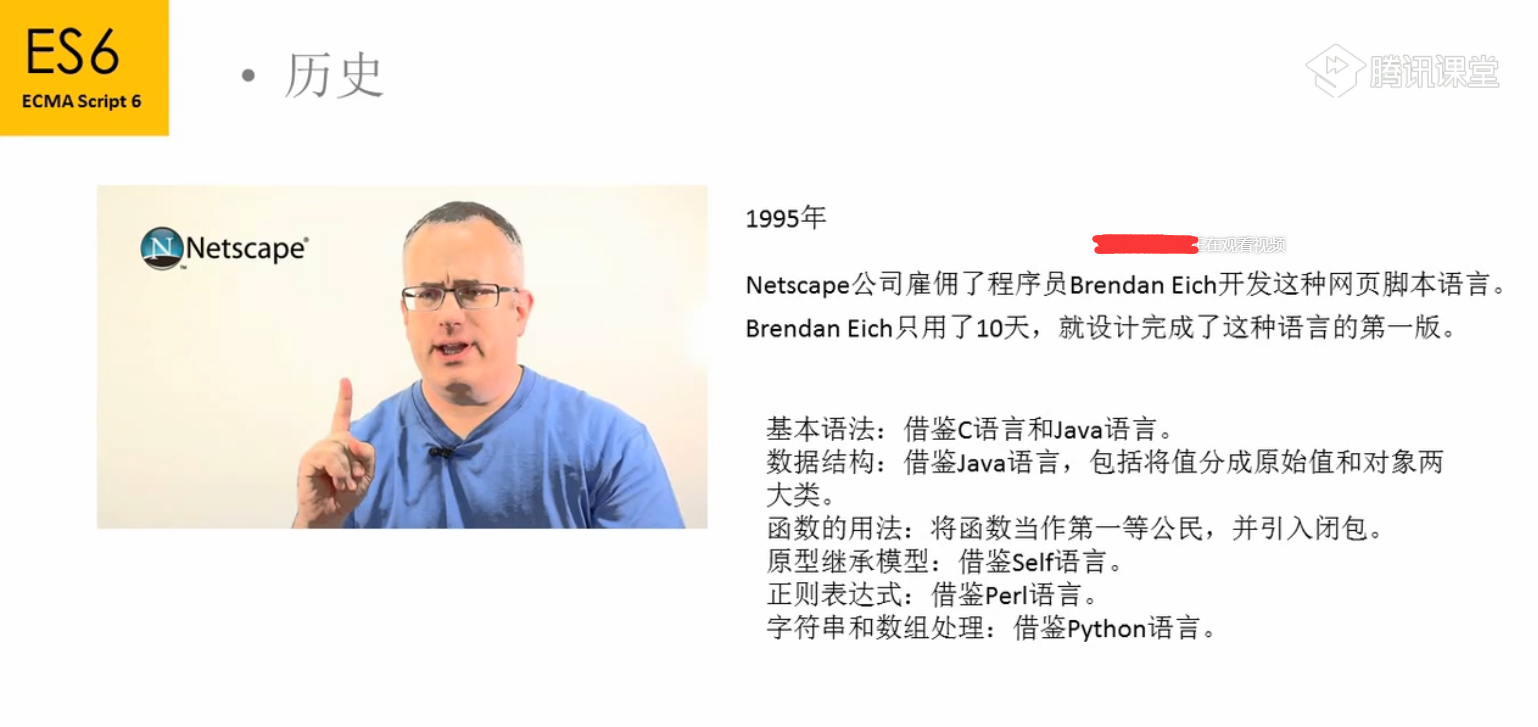 ES6
ECMA Script 6
• 历史
腾讯课堂
Netscape®
N
™
1995年
在观看视频
Netscape公司雇佣了程序员Brendan Eich开发这种网页脚本语言。
Brendan Eich只用了10天，就设计完成了这种语言的第一版。
基本语法：借鉴C语言和Java语言。
数据结构：借鉴Java语言，包括将值分成原始值和对象两
大类。
函数的用法：将函数当作第一等公民，并引入闭包。
原型继承模型：借鉴Self语言。
正则表达式：借鉴Perl语言。
字符串和数组处理：借鉴Python语言。